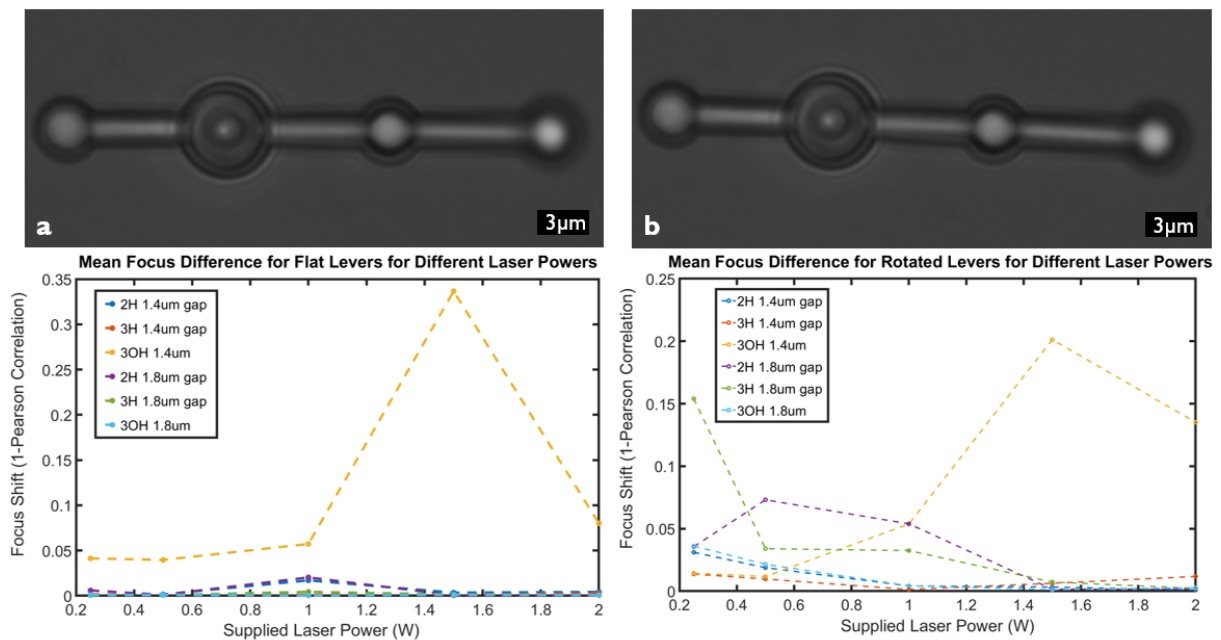 a
3μm
b
3μm
Mean Focus Difference for Flat Levers for Different Laser Powers
0.35
0.3
0.25
0.2
0.15
0.1
0.05
0
Focus Shift (1-Pearson Correlation)
2H 1.4um gap
3H 1.4um gap
3OH 1.4um
2H 1.8um gap
3H 1.8um gap
3OH 1.8um
0.2 0.4 0.6 0.8 1 1.2 1.4 1.6 1.8 2
Supplied Laser Power (W)
Mean Focus Difference for Rotated Levers for Different Laser Powers
0.25
0.2
0.15
0.1
0.05
0
Focus Shift (1-Pearson Correlation)
2H 1.4um gap
3H 1.4um gap
3OH 1.4um
2H 1.8um gap
3H 1.8um gap
3OH 1.8um
0.2 0.4 0.6 0.8 1 1.2 1.4 1.6 1.8 2
Supplied Laser Power (W)